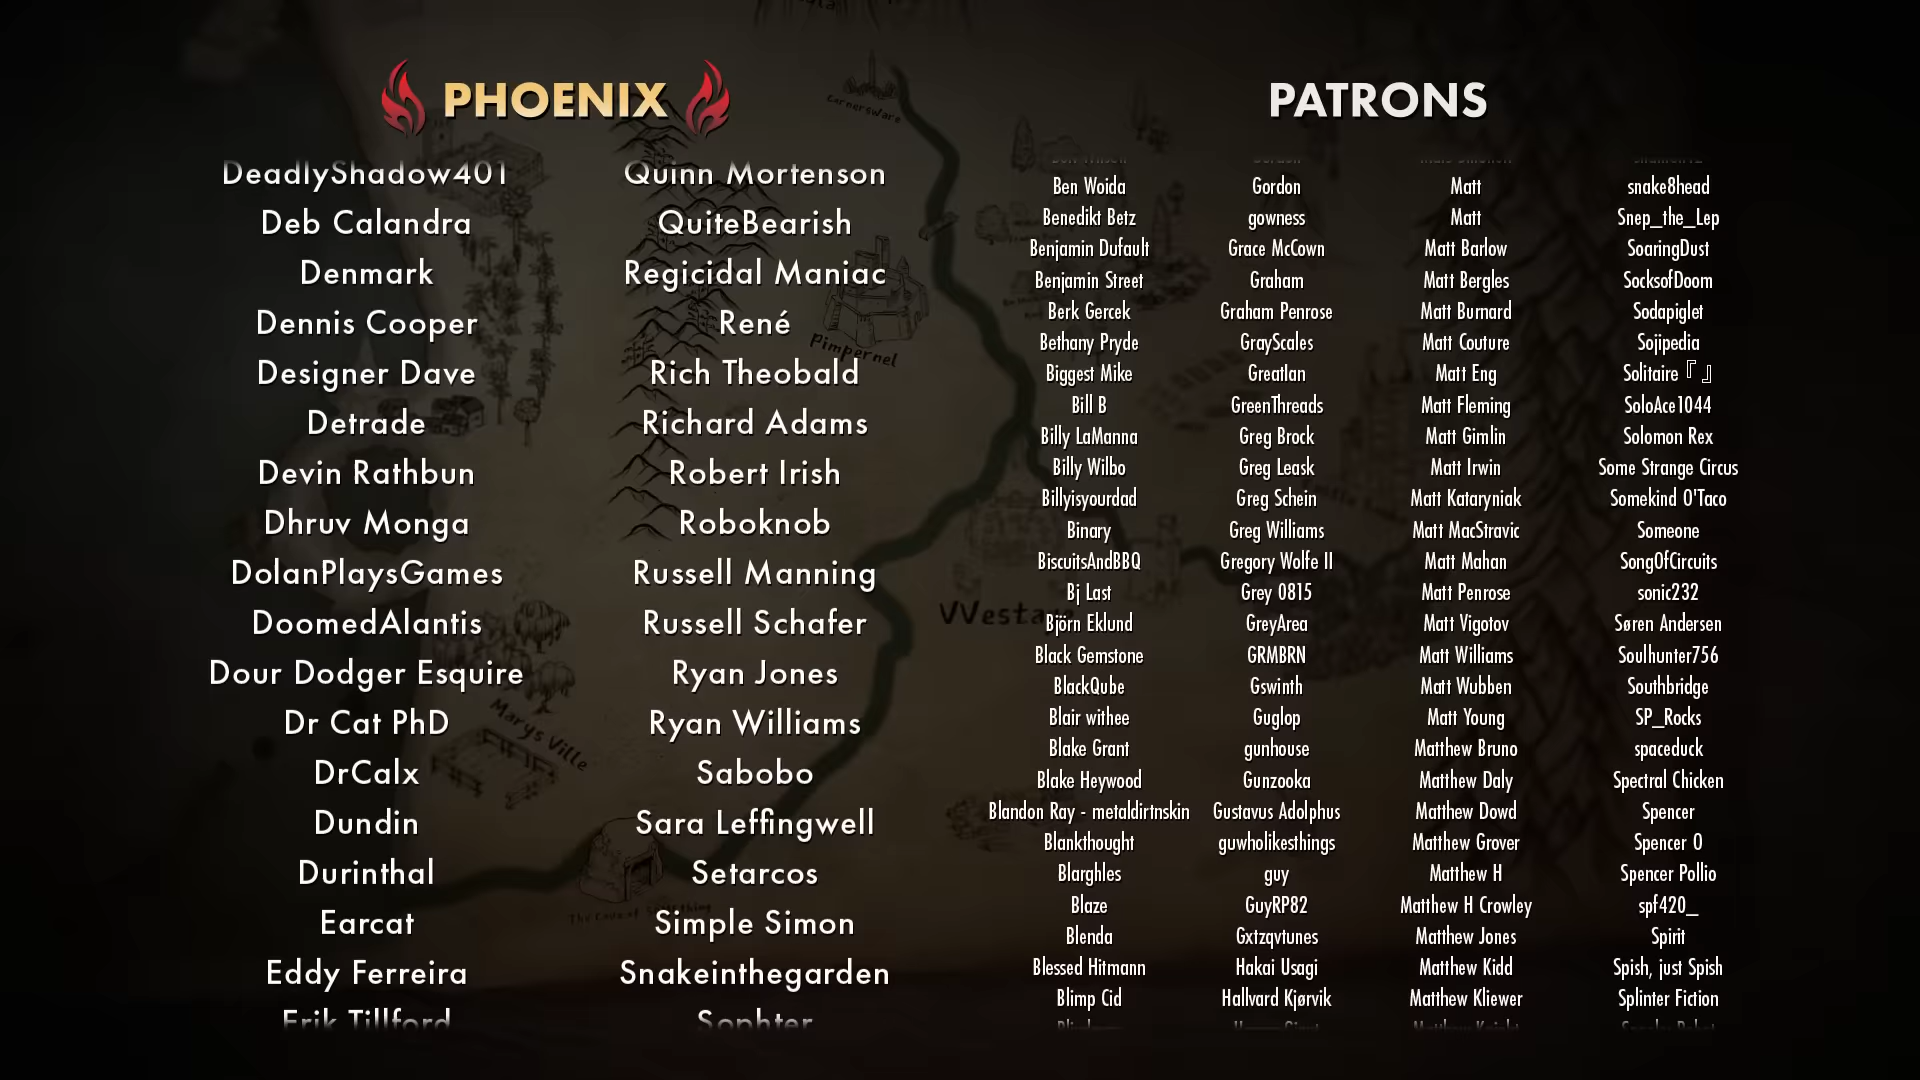 PHOENIX
DeadlyShadow401
Deb Calandra
Denmark
Dennis Cooper
Designer Dave
Detrade
Devin Rathbun
Dhruv Monga
DolanPlaysGames
DoomedAlantis
Dour Dodger Esquire
Dr Cat PhD
DrCalx
Dundin
Durinthal
Earcat
Eddy Ferreira
Erik Tillford
Quinn Mortenson
QuiteBearish
Regicidal Maniac
René
Rich Theobald
Richard Adams
Robert Irish
Roboknob
Russell Manning
Russell Schafer
Ryan Jones
Ryan Williams
Sabobo
Sara Leffingwell
Setarcos
Simple Simon
Snakeinthegarden
Sophter
PATRONS
Ben Woida
Benedikt Betz
Benjamin Dufault
Benjamin Street
Berk Gercek
Bethany Pryde
Biggest Mike
Bill B
Billy LaManna
Billy Wilbo
Billyisyourdad
Binary
BiscuitsAndBBQ
Bj Last
Björn Eklund
Black Gemstone
BlackQube
Blair withee
Blake Grant
Blake Heywood
Blandon Ray - metaldirtnskin
Blankthought
Blarghles
Blaze
Blenda
Blessed Hitmann
Blimp Cid
Gordon
gowness
Grace McCown
Graham
Graham Penrose
GrayScales
Greatlan
GreenThreads
Greg Brock
Greg Leask
Greg Schein
Greg Williams
Gregory Wolfe II
Grey 0815
GreyArea
GRMBRN
Gswinth
Guglop
gunhouse
Gunzooka
Gustavus Adolphus
guwholikesthings
guy
GuyRP82
Gxtzqvtunes
Hakai Usagi
Hallvard Kjørvik
Matt
Matt
Matt Barlow
Matt Bergles
Matt Burnard
Matt Couture
Matt Eng
Matt Fleming
Matt Gimlin
Matt Irwin
Matt Kataryniak
Matt MacStravic
Matt Mahan
Matt Penrose
Matt Vigotov
Matt Williams
Matt Wubben
Matt Young
Matthew Bruno
Matthew Daly
Matthew Dowd
Matthew Grover
Matthew H
Matthew H Crowley
Matthew Jones
Matthew Kidd
Matthew Kliewer
snake8head
Snep_the_Lep
SoaringDust
SocksofDoom
Sodapiglet
Sojipedia
Solitaire『 』
SoloAce1044
Solomon Rex
Some Strange Circus
Somekind O'Taco
Someone
SongOfCircuits
sonic232
Søren Andersen
Soulhunter756
Southbridge
SP_Rocks
spaceduck
Spectral Chicken
Spencer
Spencer O
Spencer Pollio
spf420_
Spirit
Spish, just Spish
Splinter Fiction
Cornersware
Pimpernel
Marys Ville